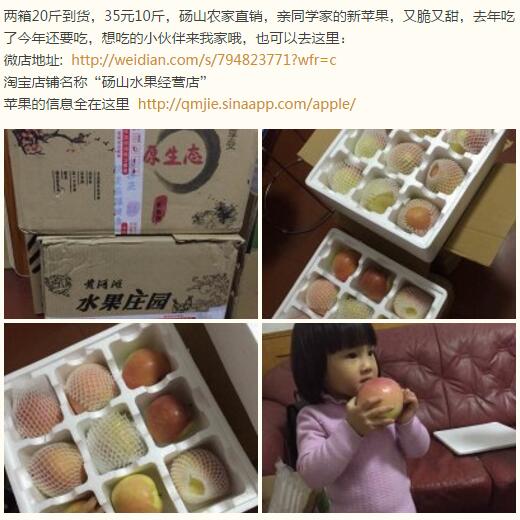 两箱20斤到货，35元10斤，砀山农家直销，亲同学家的新苹果，又脆又甜，去年吃
了今年还要吃，想吃的小伙伴来我家哦，也可以去这里：
微店地址: http://weidian.com/s/794823771?wfr=c
淘宝店铺名称“砀山水果经营店”
苹果的信息全在这里 http://qmjie.sinaapp.com/apple/
原生态
黄河滩
水果庄园